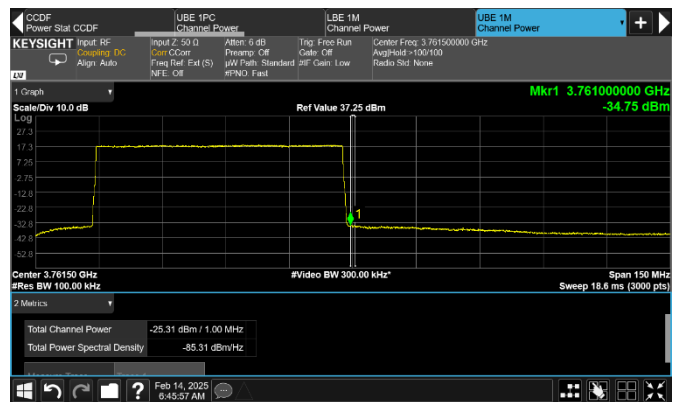 CCDF
Power Stat CCDF
UBE 1PC
Channel Power
LBE 1M
Channel Power
UBE 1M
Channel Power
KEYSIGHT
Input: RF
Coupling: DC
Align: Auto
Input Z: 50 Ω
Corr CCorr
Freq Ref: Ext (S)
NFE: Off
Atten: 6 dB
Preamp: Off
µW Path: Standard
#PNO: Fast
Trig: Free Run
Gate: Off
#IF Gain: Low
Center Freq: 3.761500000 GHz
Avg|Hold:>100/100
Radio Std: None
LXI
1 Graph
Mkr1 3.761000000 GHz
Scale/Div 10.0 dB
Ref Value 37.25 dBm
-34.75 dBm
Log
27.3
17.3
7.25
-2.75
-12.8
-22.8
-32.8
-42.8
-52.8
1
Center 3.76150 GHz
#Video BW 300.00 kHz*
Span 150 MHz
#Res BW 100.00 kHz
Sweep 18.6 ms (3000 pts)
2 Metrics
Total Channel Power -25.31 dBm / 1.00 MHz
Total Power Spectral Density -85.31 dBm/Hz
?
Feb 14, 2025
6:45:57 AM